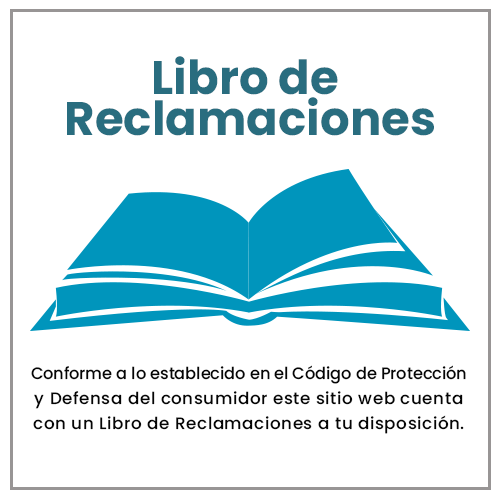 Libro de
Reclamaciones
Conforme a lo establecido en el Código de Protección
y Defensa del consumidor este sitio web cuenta
con un Libro de Reclamaciones a tu disposición.